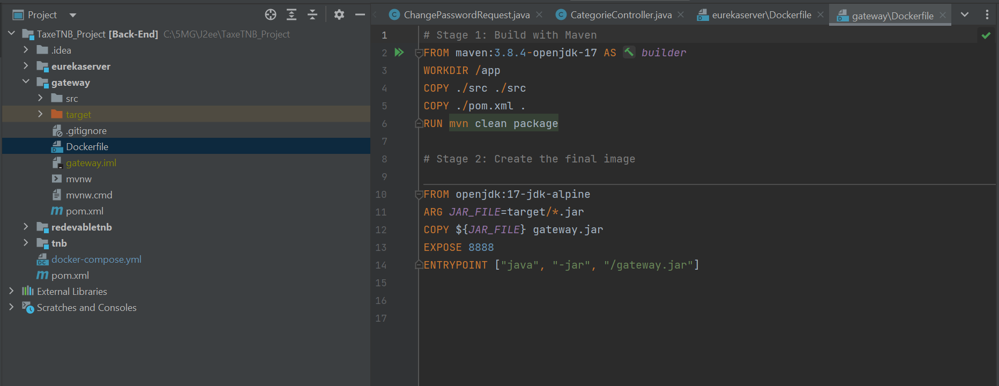 Project
TaxeTNB_Project [Back-End] C:\5MG\J2ee\TaxeTNB_Project
.idea
eurekaserver
gateway
src
target
.gitignore
Dockerfile
gateway.iml
mvnw
mvnw.cmd
pom.xml
redevabletnb
tnb
docker-compose.yml
pom.xml
External Libraries
Scratches and Consoles
ChangePasswordRequest.java CategorieController.java eurekaserver\Dockerfile gateway\Dockerfile
1 # Stage 1: Build with Maven
2 FROM maven:3.8.4-openjdk-17 AS builder
3 WORKDIR /app
4 COPY ./src ./src
5 COPY ./pom.xml .
6 RUN mvn clean package
7
8 # Stage 2: Create the final image
9
10 FROM openjdk:17-jdk-alpine
11 ARG JAR_FILE=target/*.jar
12 COPY ${JAR_FILE} gateway.jar
13 EXPOSE 8888
14 ENTRYPOINT ["java", "-jar", "/gateway.jar"]
15
16
17